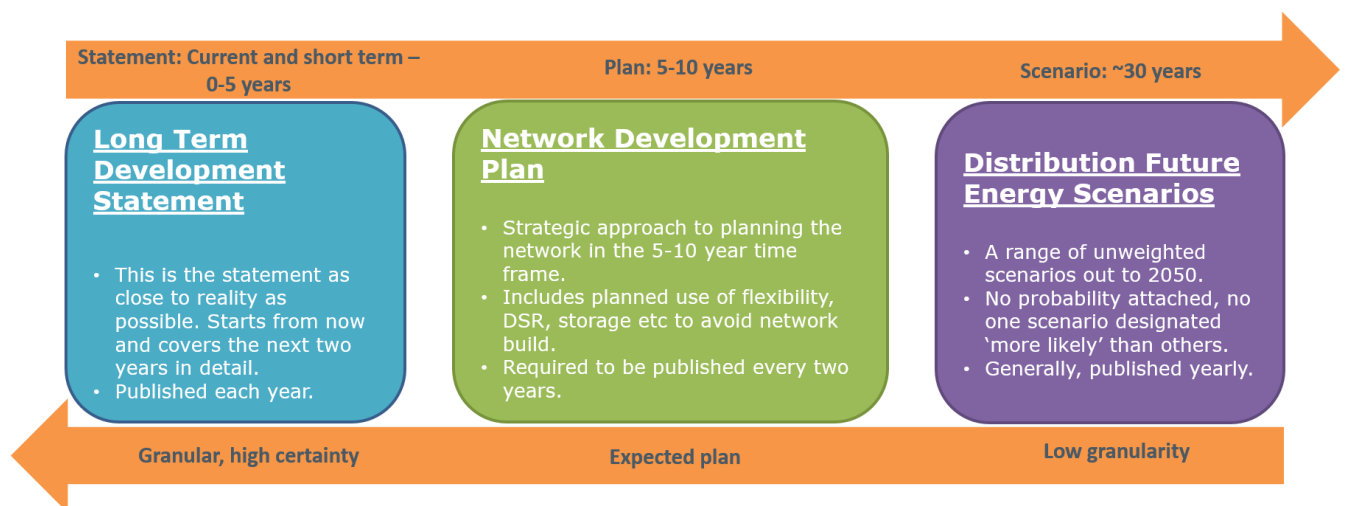 Statement: Current and short term –
0-5 years
Plan: 5-10 years
Scenario: ~30 years
Long Term
Development
Statement
• This is the statement as
close to reality as
possible. Starts from now
and covers the next two
years in detail.
• Published each year.
Network Development
Plan
• Strategic approach to planning the
network in the 5-10 year time
frame.
• Includes planned use of flexibility,
DSR, storage etc to avoid network
build.
• Required to be published every two
years.
Distribution Future
Energy Scenarios
• A range of unweighted
scenarios out to 2050.
• No probability attached, no
one scenario designated
‘more likely’ than others.
• Generally, published yearly.
Granular, high certainty
Expected plan
Low granularity